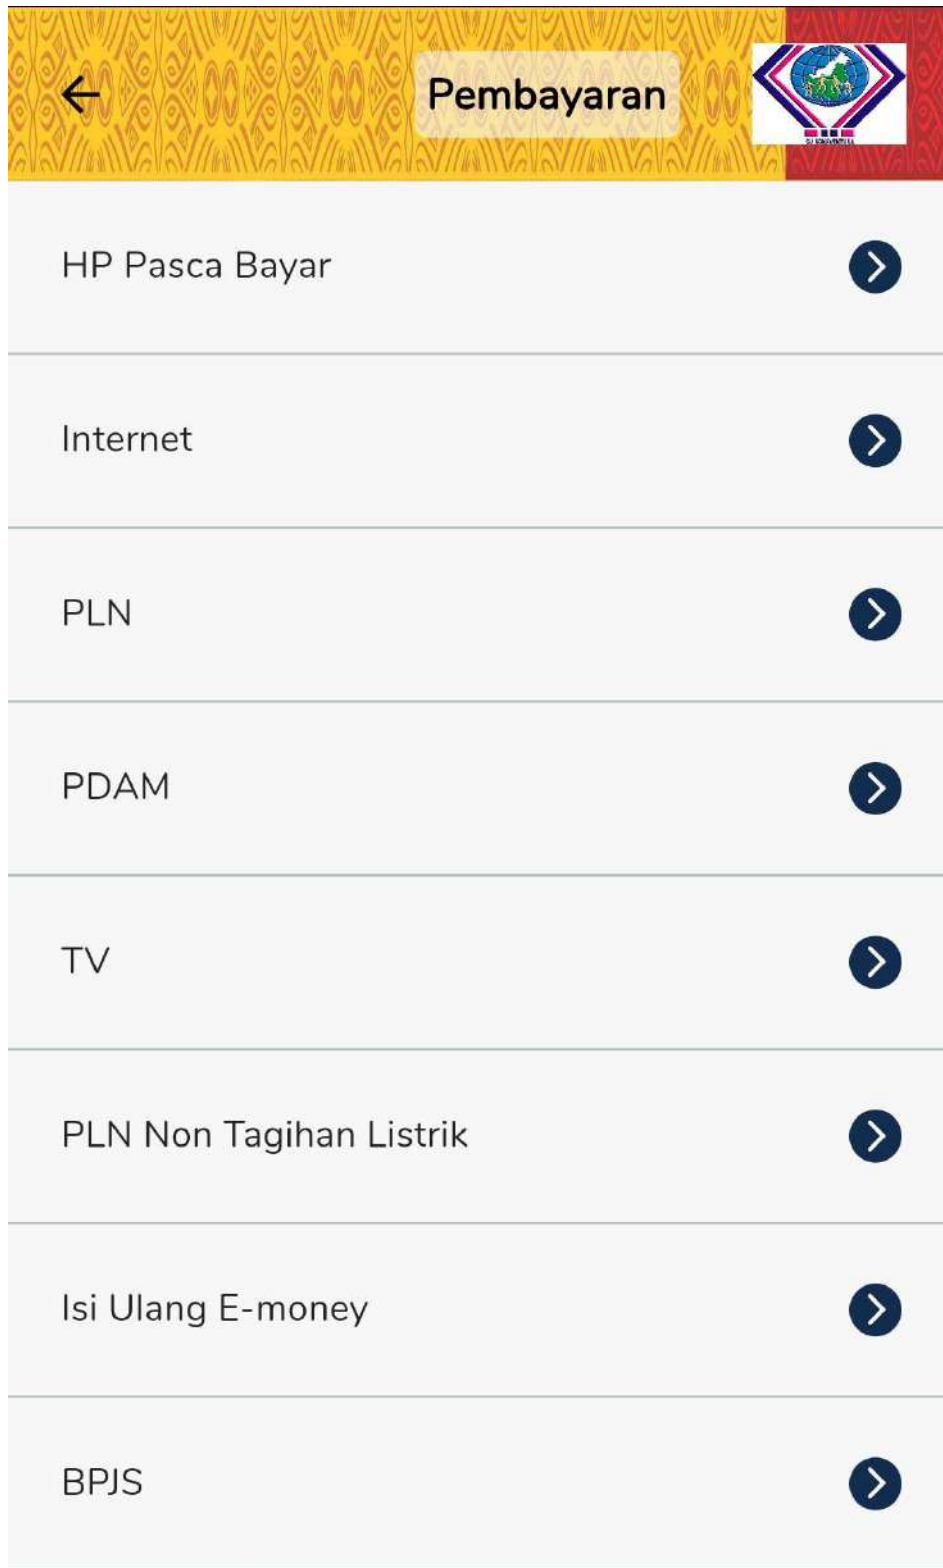 Pembayaran
HP Pasca Bayar
Internet
PLN
PDAM
TV
PLN Non Tagihan Listrik
Isi Ulang E-money
BPJS